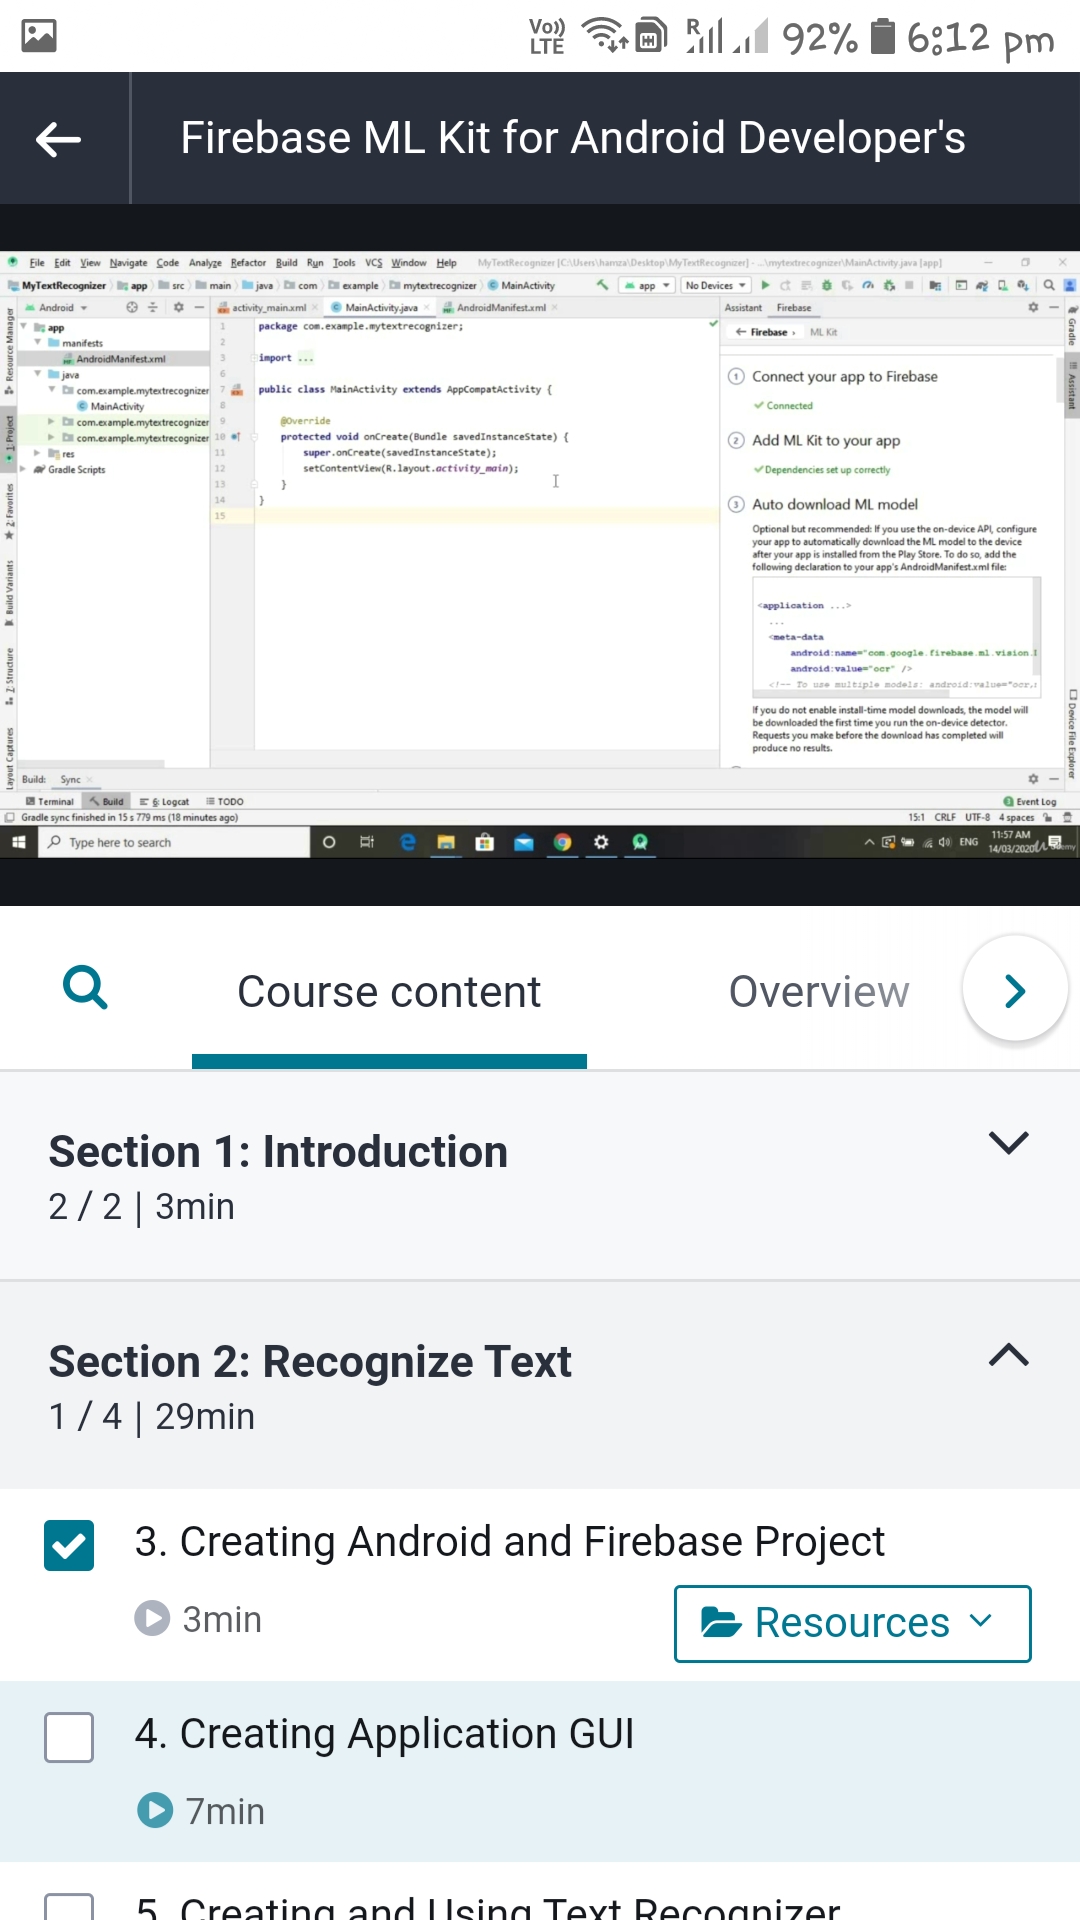 Vo)) LTE R 92% 6:12 pm
Firebase ML Kit for Android Developer's
File Edit View Navigate Code Analyze Refactor Build Run Tools VCS Window Help MyTextRecognizer [C:\Users\hamza\Desktop\MyTextRecognizer] - ...\mytextrecognizer\MainActivity.java [app]
MyTextRecognizer app src main java com example mytextrecognizer MainActivity app No Devices
Android activity_main.xml MainActivity.java AndroidManifest.xml Assistant Firebase
Resource Manager
1: Project
2: Favorites
Build Variants
Z: Structure
Layout Captures
app
manifests
AndroidManifest.xml
java
com.example.mytextrecognizer
MainActivity
com.example.mytextrecognizer
com.example.mytextrecognizer
res
Gradle Scripts
1 package com.example.mytextrecognizer;
2
3 import ...
6
7 public class MainActivity extends AppCompatActivity {
8
9 @Override
10 protected void onCreate(Bundle savedInstanceState) {
11 super.onCreate(savedInstanceState);
12 setContentView(R.layout.activity_main);
13 }
14 }
15
Firebase › ML Kit
1 Connect your app to Firebase
Connected
2 Add ML Kit to your app
Dependencies set up correctly
3 Auto download ML model
Optional but recommended: If you use the on-device API, configure
your app to automatically download the ML model to the device
after your app is installed from the Play Store. To do so, add the
following declaration to your app's AndroidManifest.xml file:
<application ...>
...
<meta-data
android:name="com.google.firebase.ml.vision.
android:value="ocr" />
<!-- To use multiple models: android:value="ocr,
If you do not enable install-time model downloads, the model will
be downloaded the first time you run the on-device detector.
Requests you make before the download has completed will
produce no results.
Gradle
Assistant
Device File Explorer
Build: Sync
Terminal Build 6: Logcat TODO Event Log
Gradle sync finished in 15 s 779 ms (18 minutes ago) 15:1 CRLF UTF-8 4 spaces
Type here to search ENG 11:57 AM
14/03/2020
Course content Overview
Section 1: Introduction
2 / 2 | 3min
Section 2: Recognize Text
1 / 4 | 29min
3. Creating Android and Firebase Project
3min Resources
4. Creating Application GUI
7min
5. Creating and Using Text Recognizer